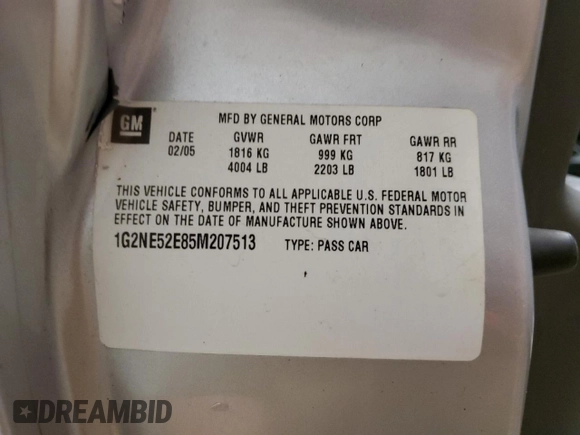 GM
MFD BY GENERAL MOTORS CORP
DATE GVWR GAWR FRT GAWR RR
02/05 1816 KG 999 KG 817 KG
4004 LB 2203 LB 1801 LB
THIS VEHICLE CONFORMS TO ALL APPLICABLE U.S. FEDERAL MOTOR
VEHICLE SAFETY, BUMPER, AND THEFT PREVENTION STANDARDS IN
EFFECT ON THE DATE OF MANUFACTURE SHOWN ABOVE.
1G2NE52E85M207513 TYPE: PASS CAR
DREAMBID